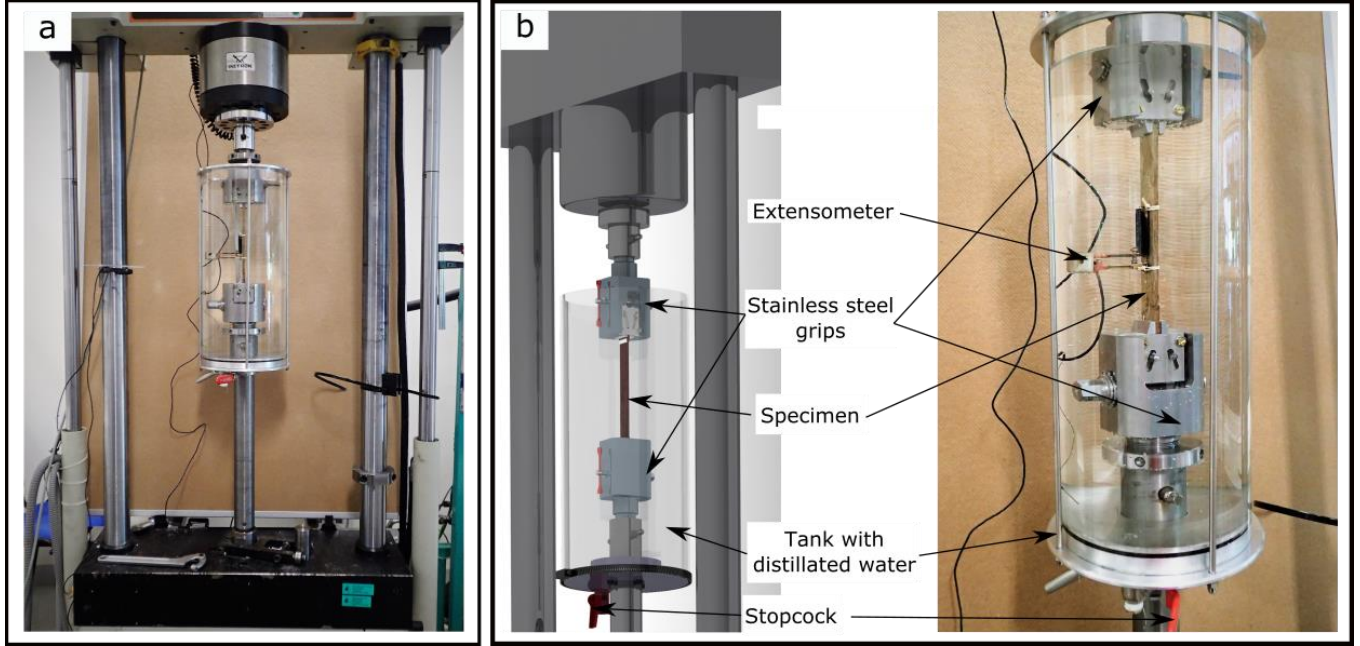 a
b
Extensometer
Stainless steel
grips
Specimen
Tank with
distillated water
Stopcock